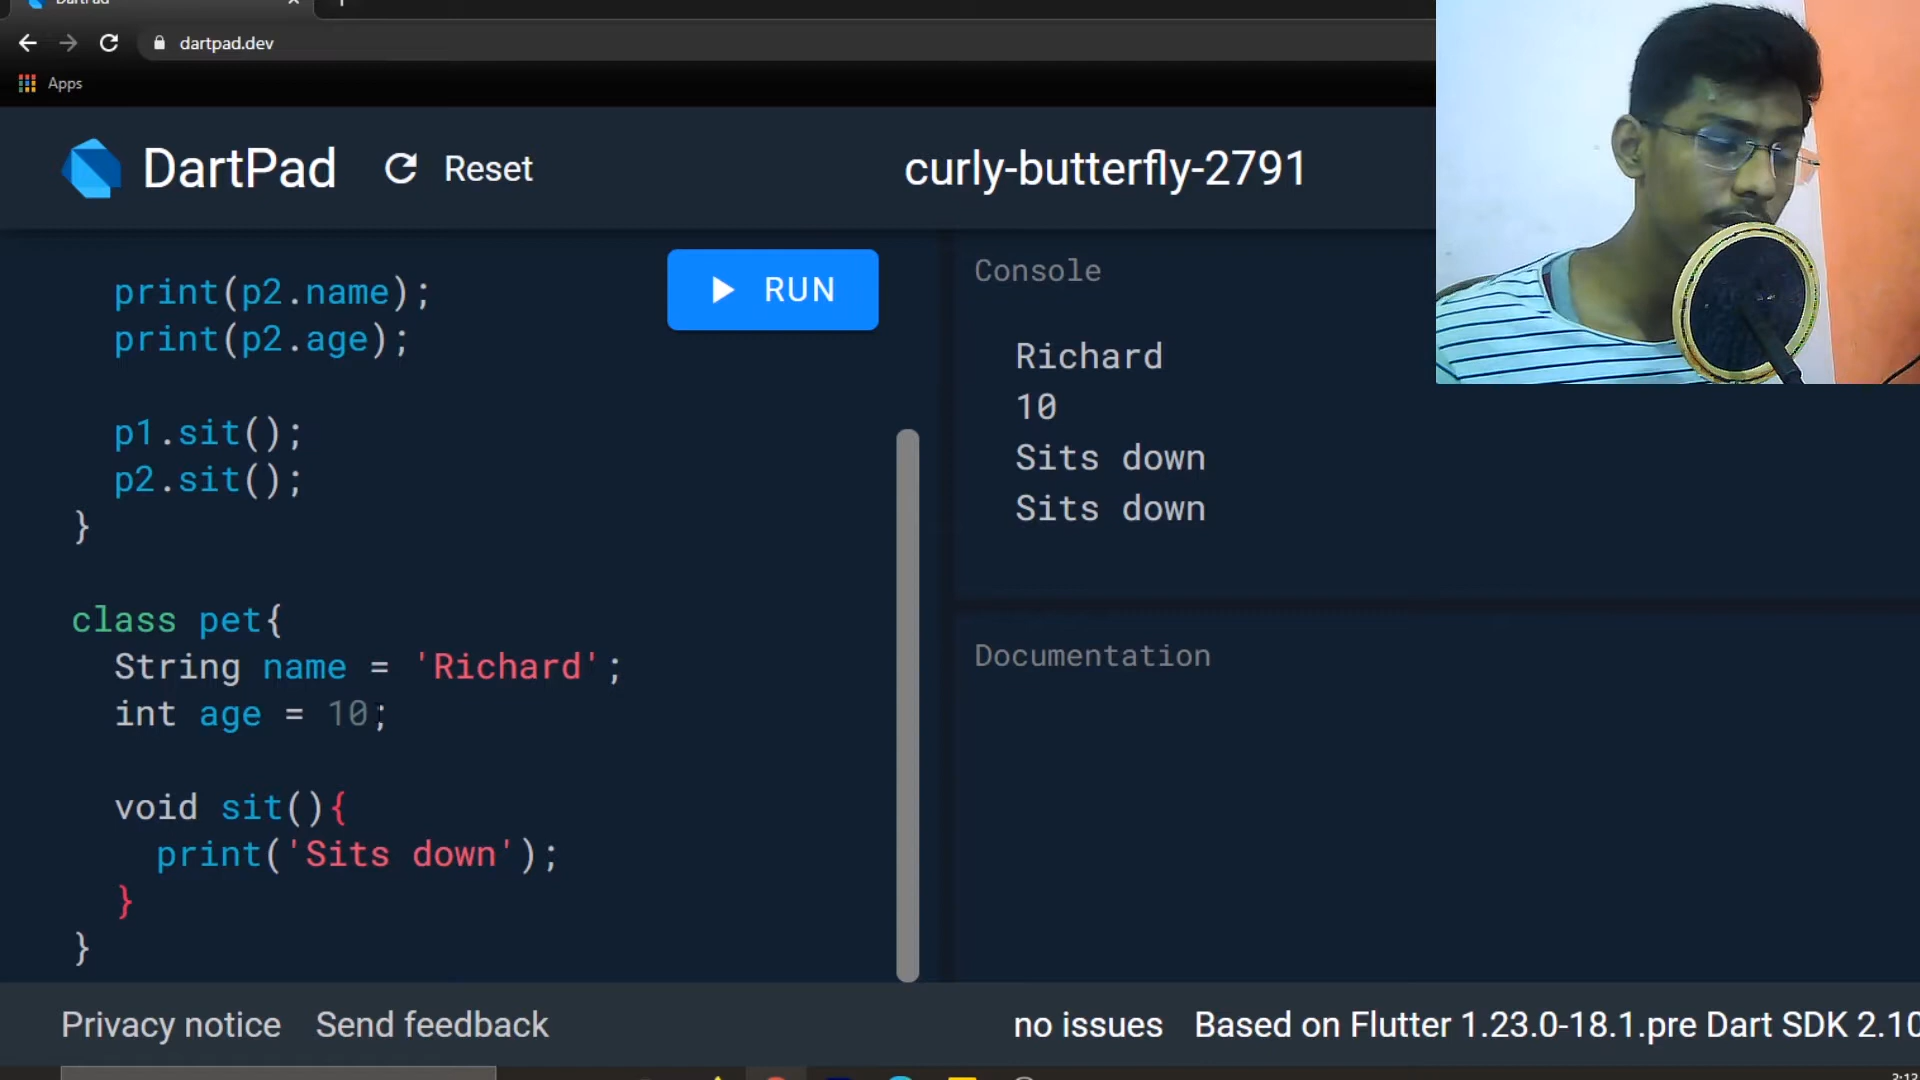 DartPad
dartpad.dev
Apps
DartPad
Reset
curly-butterfly-2791
print(p2.name);
print(p2.age);
RUN
p1.sit();
p2.sit();
}
class pet{
String name = 'Richard';
int age = 10;
void sit(){
print('Sits down');
}
}
Console
Richard
10
Sits down
Sits down
Documentation
Privacy notice
Send feedback
no issues
Based on Flutter 1.23.0-18.1.pre Dart SDK 2.10